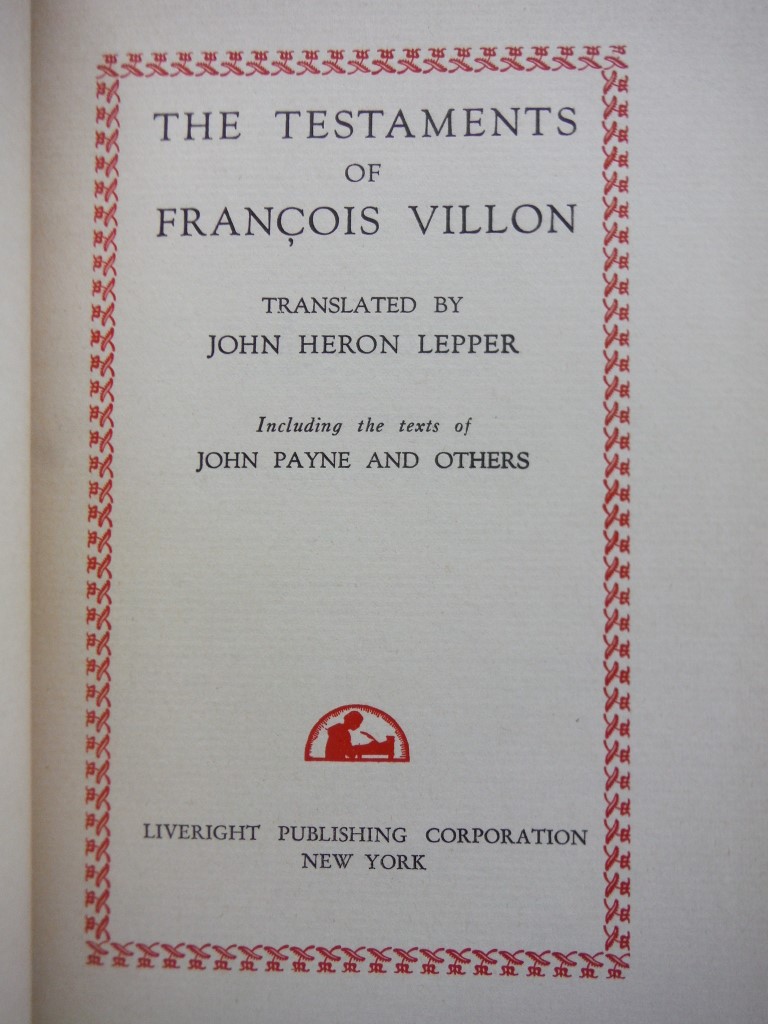 THE TESTAMENTS
OF
FRANÇOIS VILLON
TRANSLATED BY
JOHN HERON LEPPER
Including the texts of
JOHN PAYNE AND OTHERS
LIVERIGHT PUBLISHING CORPORATION
NEW YORK